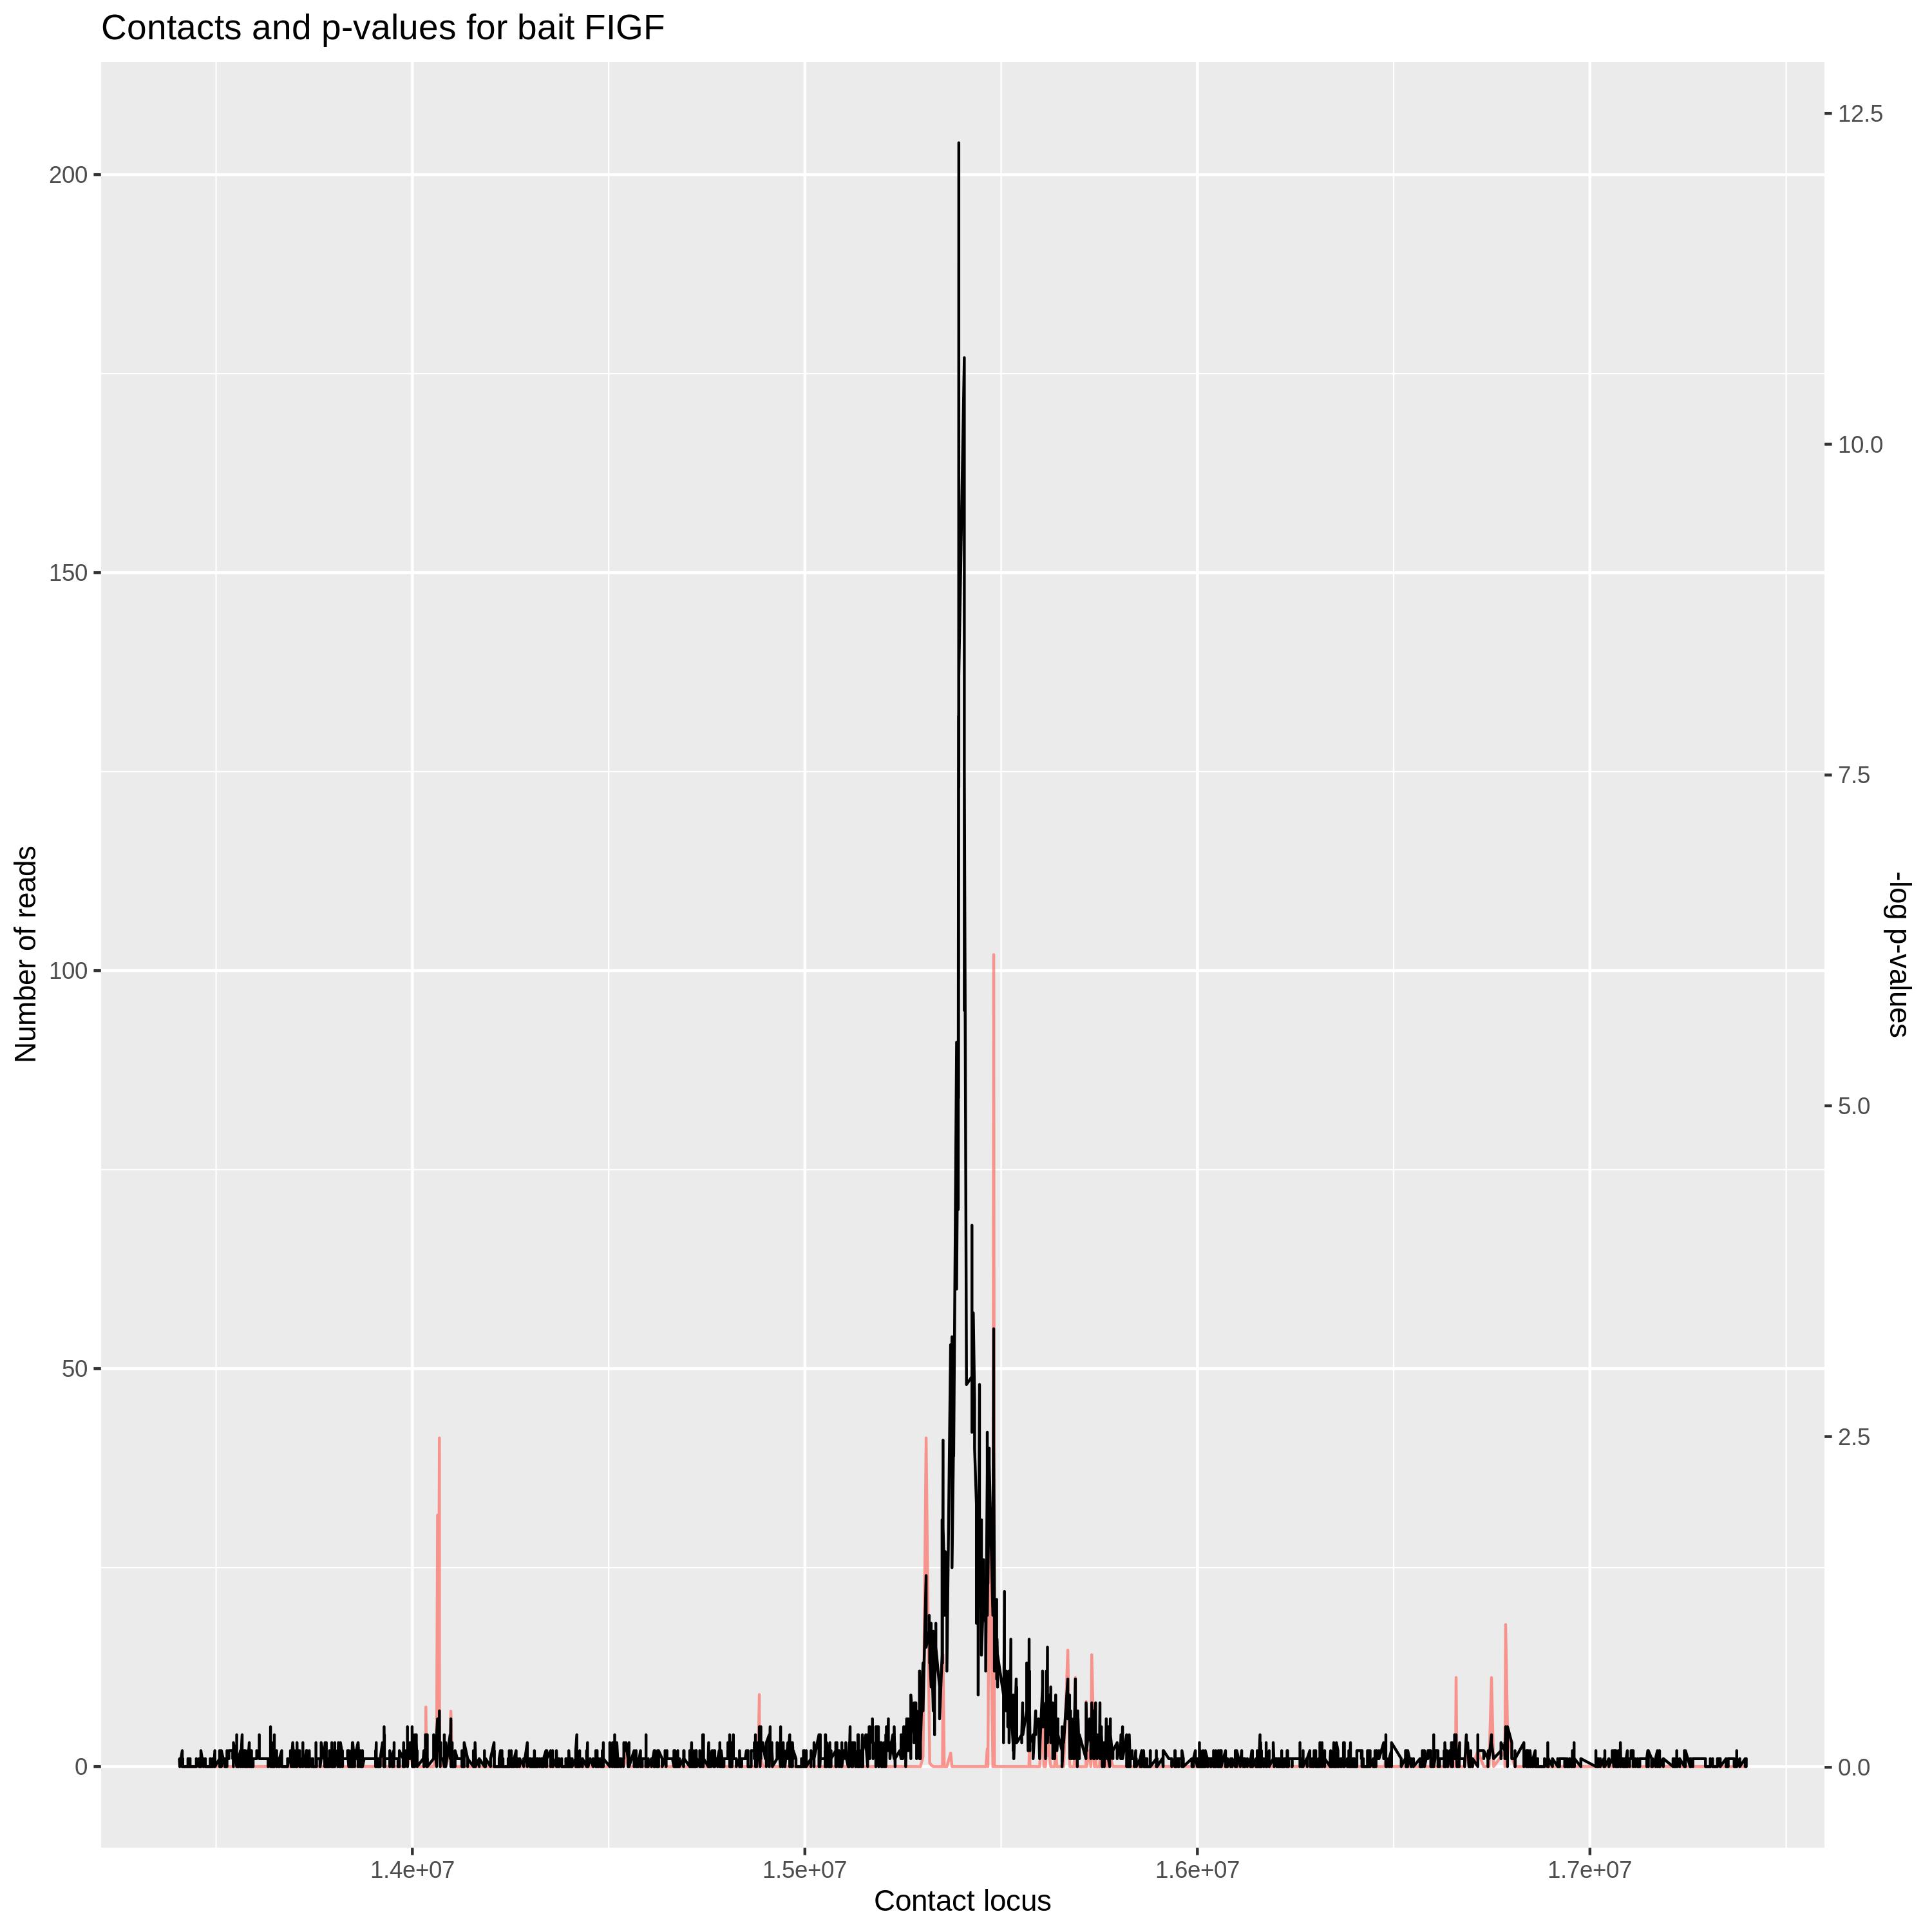 Contacts and p-values for bait FIGF
200
150
100
50
0
Number of reads
12.5
10.0
7.5
5.0
2.5
0.0
-log p-values
1.4e+07
1.5e+07
1.6e+07
1.7e+07
Contact locus